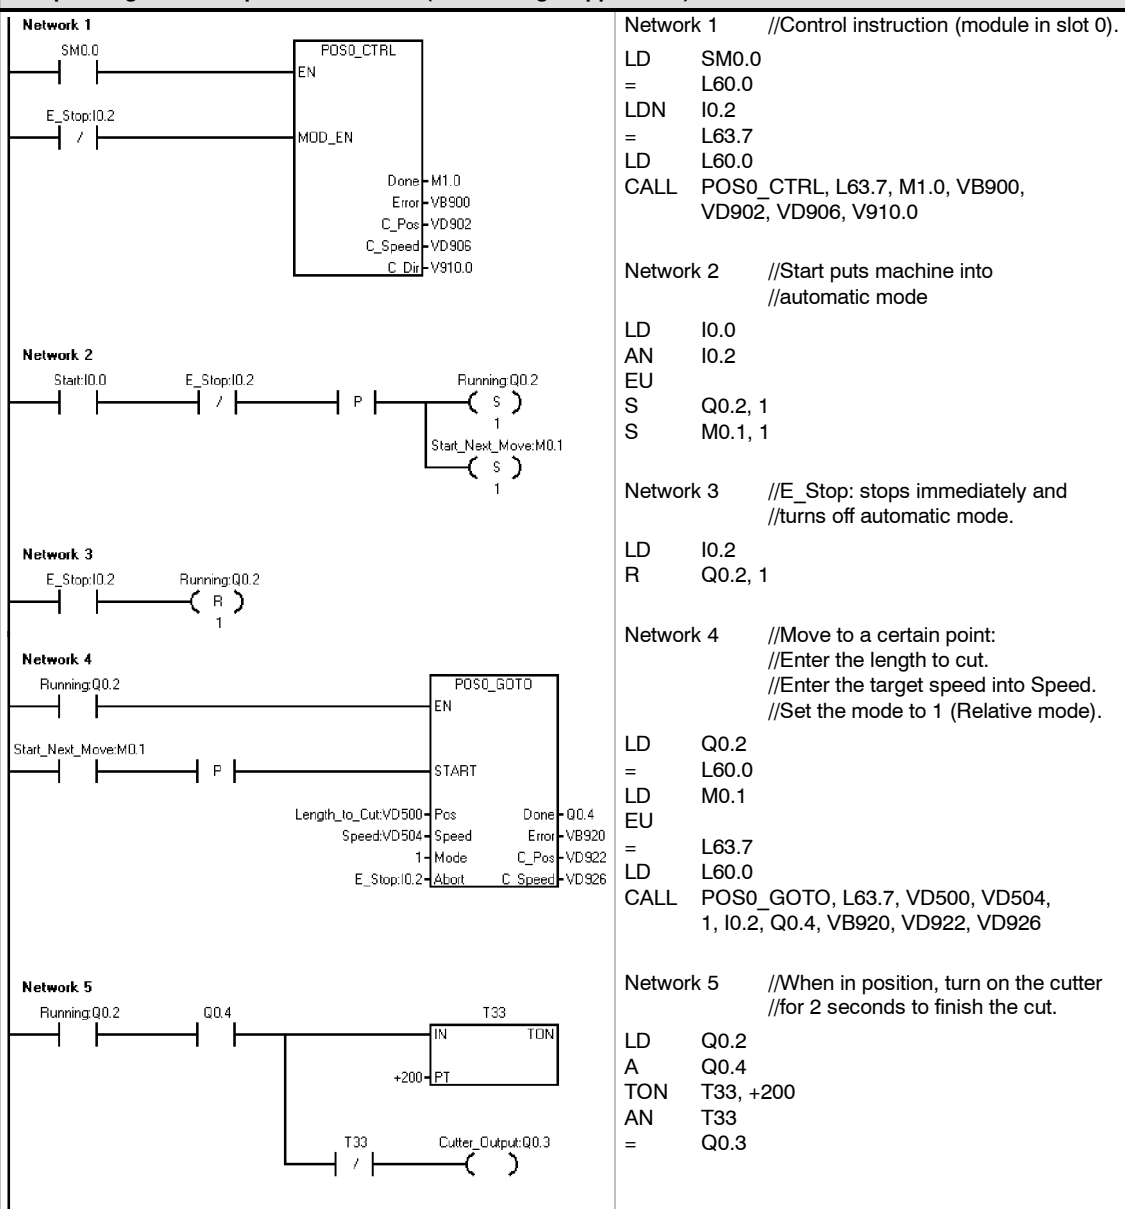 Network 1
SM0.0
POS0_CTRL
EN
E_Stop:I0.2
/
MOD_EN
Done M1.0
Error VB900
C_Pos VD902
C_Speed VD906
C_Dir V910.0
Network 2
Start:I0.0 E_Stop:I0.2 Running:Q0.2
/ P S
1
Start_Next_Move:M0.1
S
1
Network 3
E_Stop:I0.2 Running:Q0.2
R
1
Network 4
Running:Q0.2 POS0_GOTO
EN
Start_Next_Move:M0.1
P START
Length_to_Cut:VD500 Pos Done Q0.4
Speed:VD504 Speed Error VB920
1 Mode C_Pos VD922
E_Stop:I0.2 Abort C_Speed VD926
Network 5
Running:Q0.2 Q0.4 T33
IN TON
+200 PT
T33 Cutter_Output:Q0.3
/
Network 1 //Control instruction (module in slot 0).
LD SM0.0
= L60.0
LDN I0.2
= L63.7
LD L60.0
CALL POS0_CTRL, L63.7, M1.0, VB900,
VD902, VD906, V910.0
Network 2 //Start puts machine into
//automatic mode
LD I0.0
AN I0.2
EU
S Q0.2, 1
S M0.1, 1
Network 3 //E_Stop: stops immediately and
//turns off automatic mode.
LD I0.2
R Q0.2, 1
Network 4 //Move to a certain point:
//Enter the length to cut.
//Enter the target speed into Speed.
//Set the mode to 1 (Relative mode).
LD Q0.2
= L60.0
LD M0.1
EU
= L63.7
LD L60.0
CALL POS0_GOTO, L63.7, VD500, VD504,
1, I0.2, Q0.4, VB920, VD922, VD926
Network 5 //When in position, turn on the cutter
//for 2 seconds to finish the cut.
LD Q0.2
A Q0.4
TON T33, +200
AN T33
= Q0.3